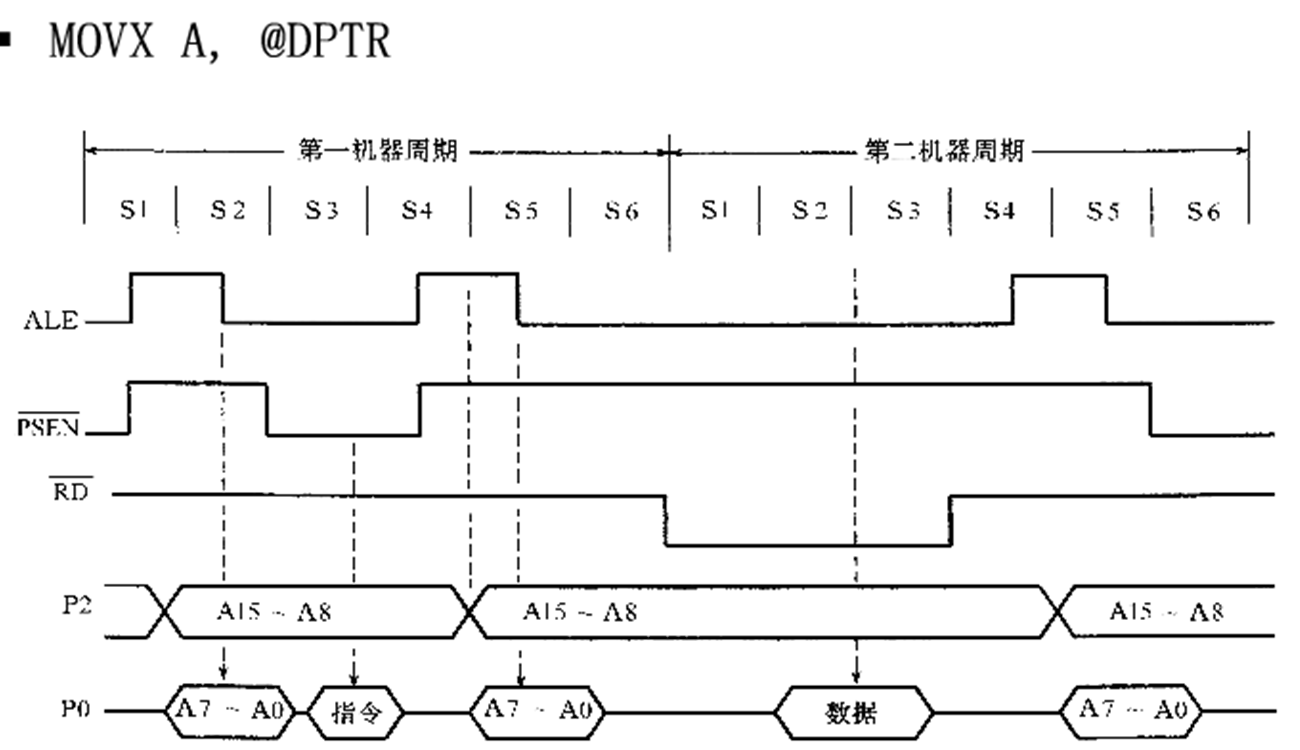 ▪ MOVX A, @DPTR
第一机器周期 第二机器周期
S1 S2 S3 S4 S5 S6 S1 S2 S3 S4 S5 S6
ALE
PSEN
RD
P2 A15 ~ A8 A15 ~ A8 A15 ~ A8
P0 A7 ~ A0 指令 A7 ~ A0 数据 A7 ~ A0